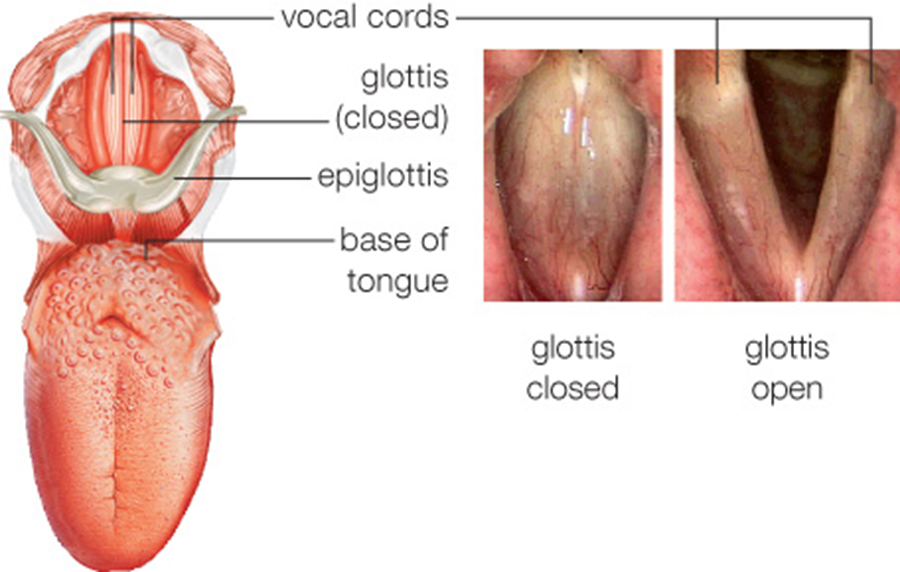 vocal cords
glottis
(closed)
epiglottis
base of
tongue
glottis
closed
glottis
open